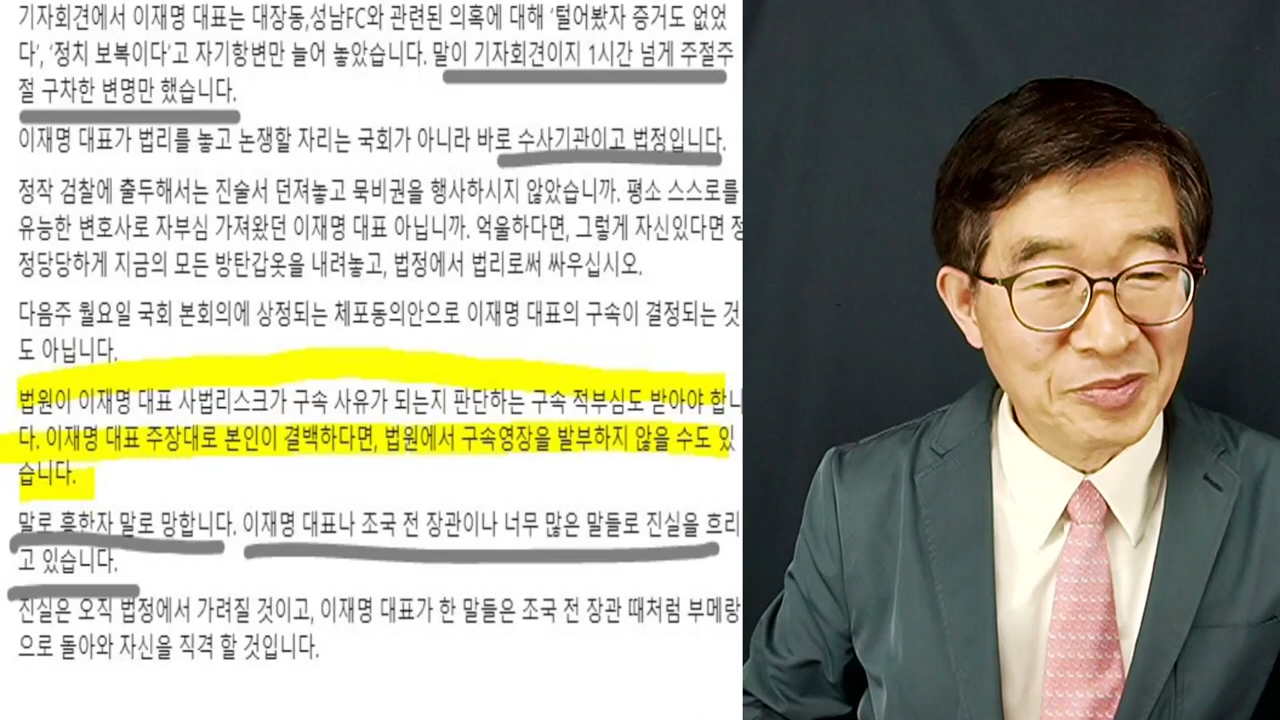 기자회견에서 이재명 대표는 대장동,성남FC와 관련된 의혹에 대해 ‘털어봤자 증거도 없었
다’, ‘정치 보복이다’고 자기항변만 늘어 놓았습니다. 말이 기자회견이지 1시간 넘게 주절주
절 구차한 변명만 했습니다.
이재명 대표가 법리를 놓고 논쟁할 자리는 국회가 아니라 바로 수사기관이고 법정입니다.
정작 검찰에 출두해서는 진술서 던져놓고 묵비권을 행사하시지 않았습니까. 평소 스스로를
유능한 변호사로 자부심 가져왔던 이재명 대표 아닙니까. 억울하다면, 그렇게 자신있다면 정
정당당하게 지금의 모든 방탄갑옷을 내려놓고, 법정에서 법리로써 싸우십시오.
다음주 월요일 국회 본회의에 상정되는 체포동의안으로 이재명 대표의 구속이 결정되는 것
도 아닙니다.
법원이 이재명 대표 사법리스크가 구속 사유가 되는지 판단하는 구속 적부심도 받아야 합니
다. 이재명 대표 주장대로 본인이 결백하다면, 법원에서 구속영장을 발부하지 않을 수도 있
습니다.
말로 흥한자 말로 망합니다. 이재명 대표나 조국 전 장관이나 너무 많은 말들로 진실을 흐리
고 있습니다.
진실은 오직 법정에서 가려질 것이고, 이재명 대표가 한 말들은 조국 전 장관 때처럼 부메랑
으로 돌아와 자신을 직격 할 것입니다.